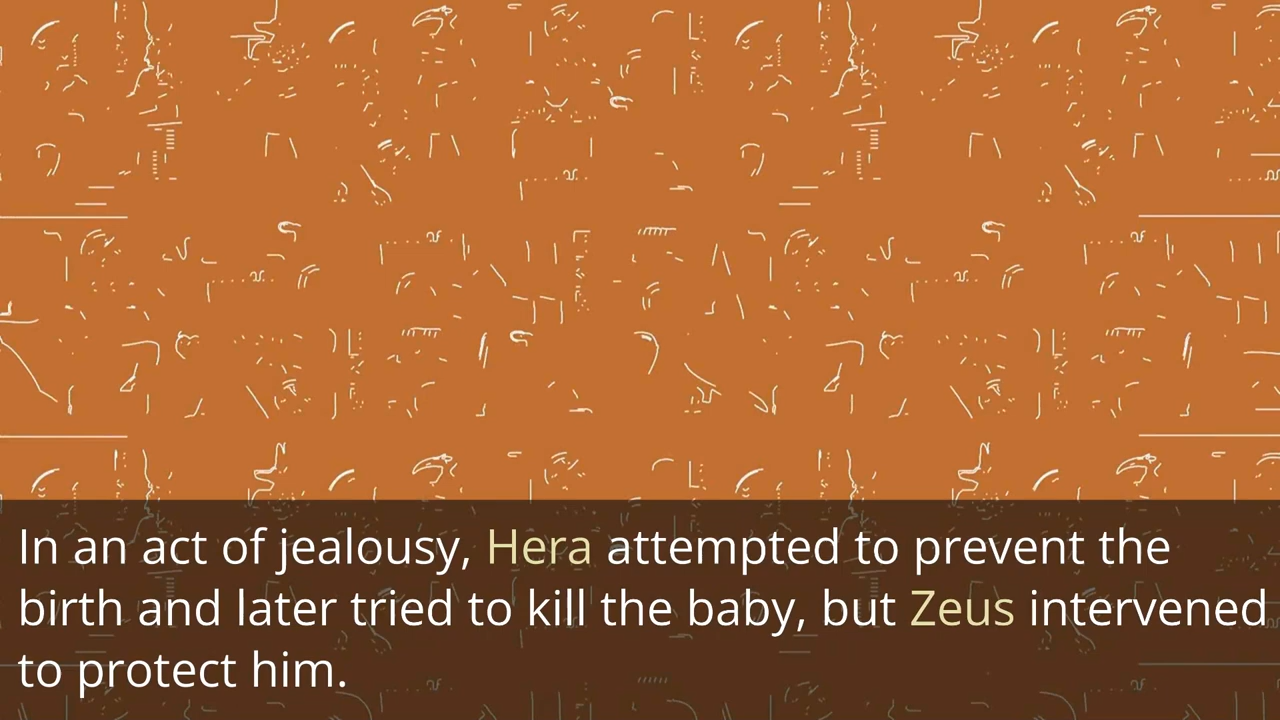 In an act of jealousy, Hera attempted to prevent the
birth and later tried to kill the baby, but Zeus intervened
to protect him.